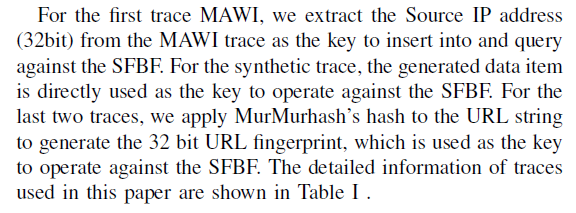 For the first trace MAWI, we extract the Source IP address
(32bit) from the MAWI trace as the key to insert into and query
against the SFBF. For the synthetic trace, the generated data item
is directly used as the key to operate against the SFBF. For the
last two traces, we apply MurMurhash's hash to the URL string
to generate the 32 bit URL fingerprint, which is used as the key
to operate against the SFBF. The detailed information of traces
used in this paper are shown in Table I .